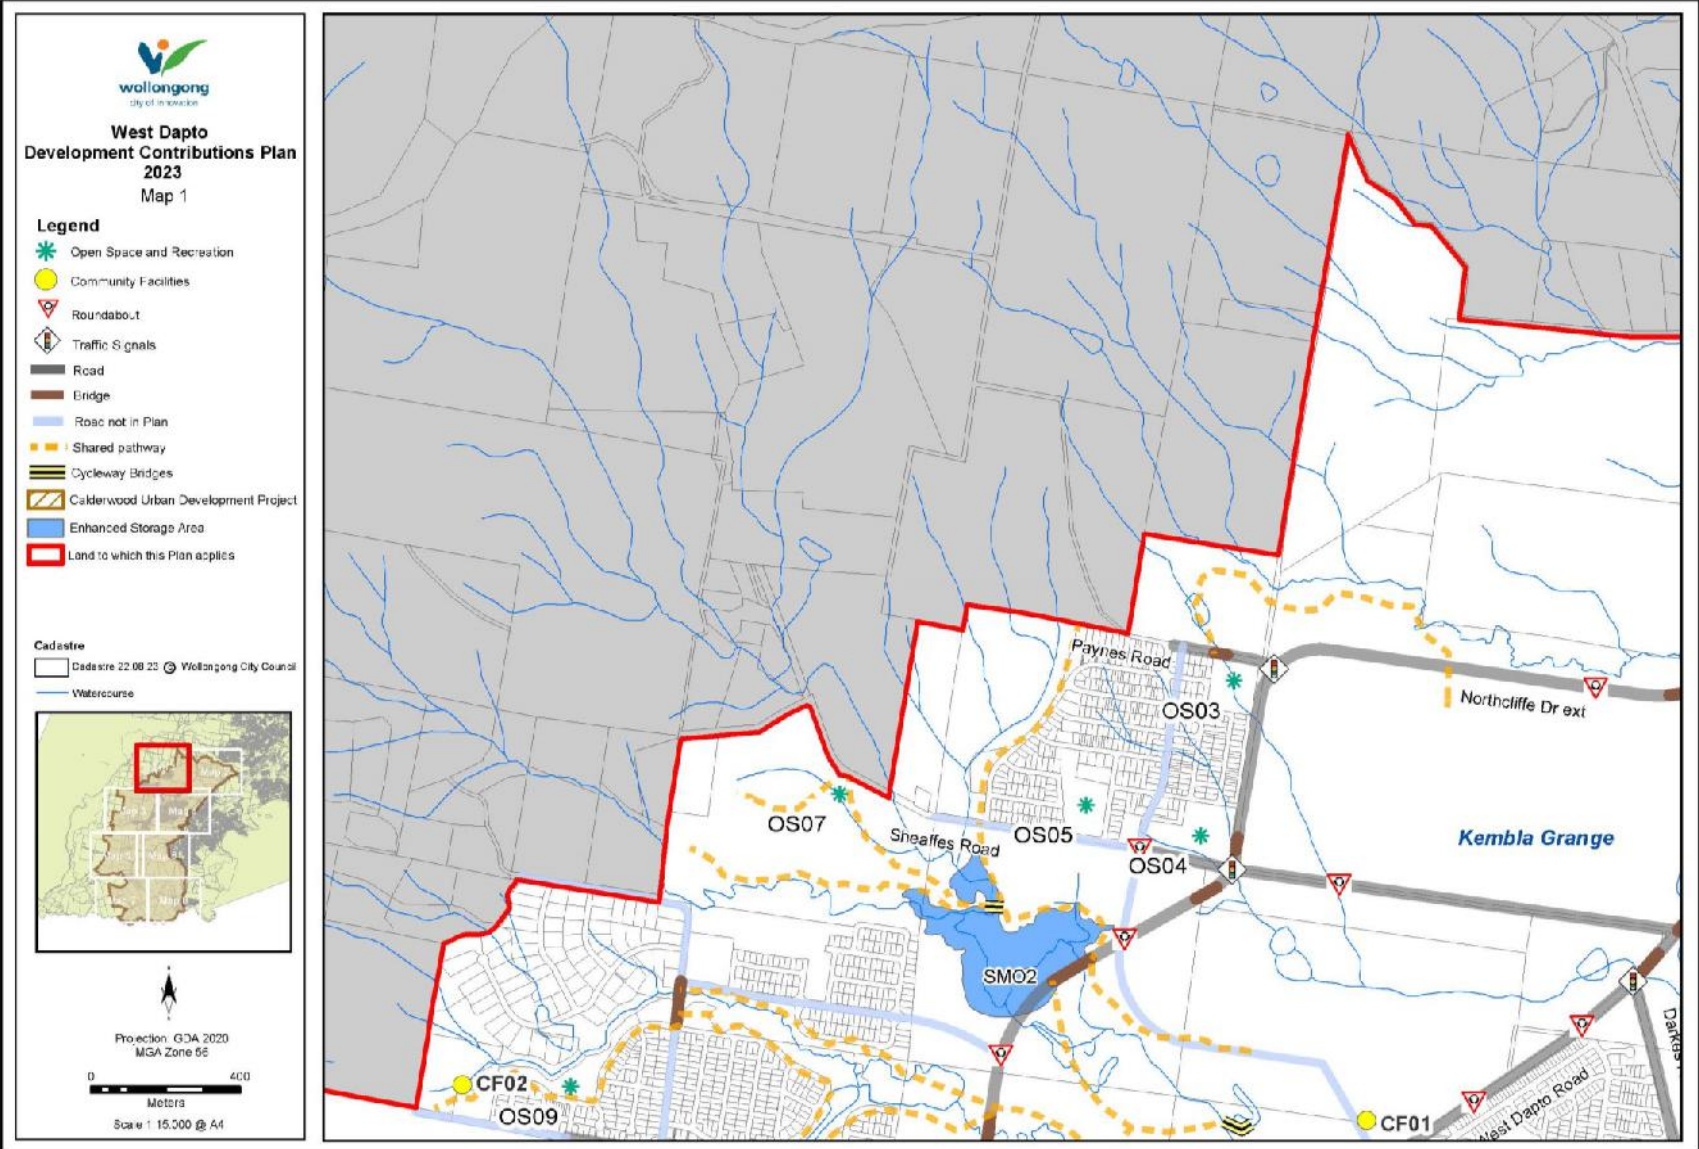 wollongong
city of innovation
West Dapto
Development Contributions Plan
2023
Map 1
Legend
Open Space and Recreation
Community Facilities
Roundabout
Traffic Signals
Road
Bridge
Road not in Plan
Shared pathway
Cycleway Bridges
Calderwood Urban Development Project
Enhanced Storage Area
Land to which this Plan applies
Cadastre
Cadastre 22.08.23 © Wollongong City Council
Watercourse
Projection: GDA 2020
MGA Zone 56
0 400
Meters
Scale 1:15,000 @ A4
Paynes Road
OS03
Northcliffe Dr ext
OS07
Sheaffes Road
OS05
OS04
Kembla Grange
SM02
CF02
OS09
CF01
West Dapto Road